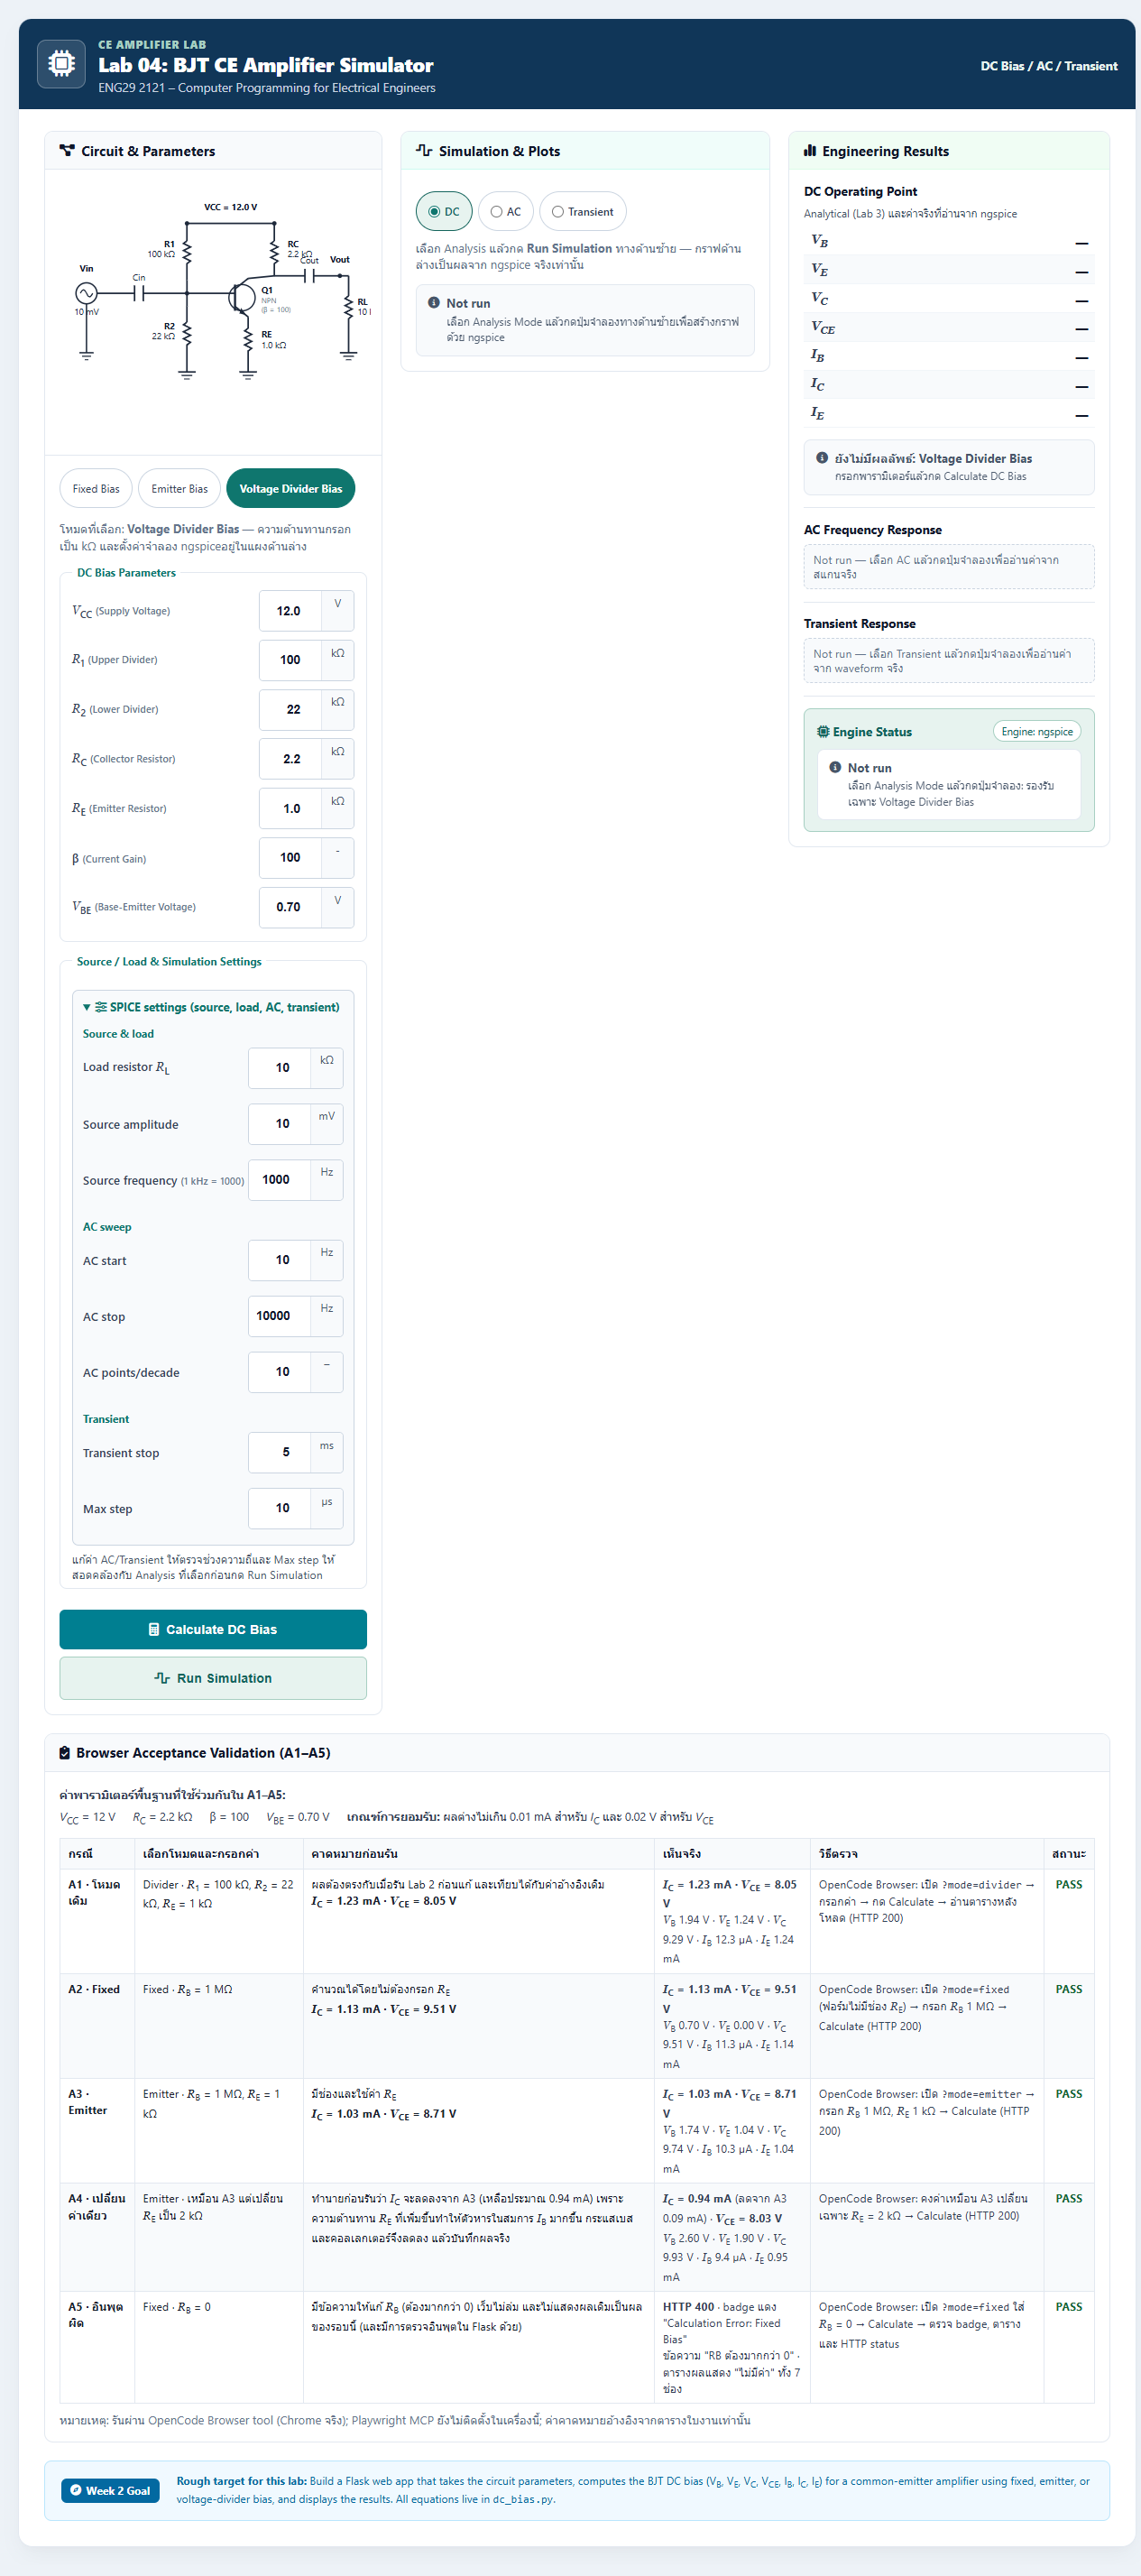 CE AMPLIFIER LAB
Lab 04: BJT CE Amplifier Simulator
ENG29 2121 – Computer Programming for Electrical Engineers
DC Bias / AC / Transient
Circuit & Parameters
VCC = 12.0 V
R1
100 kΩ
RC
2.2 kΩ
Cout
Vout
Vin
Cin
Q1
NPN
(β = 100)
10 mV
RL
10 l
R2
22 kΩ
RE
1.0 kΩ
Fixed Bias
Emitter Bias
Voltage Divider Bias
โหมดที่เลือก: Voltage Divider Bias — ความต้านทานกรอก
เป็น kΩ และตั้งค่าจำลอง ngspiceอยู่ในแผงด้านล่าง
DC Bias Parameters
VCC (Supply Voltage) 12.0 V
R1 (Upper Divider) 100 kΩ
R2 (Lower Divider) 22 kΩ
RC (Collector Resistor) 2.2 kΩ
RE (Emitter Resistor) 1.0 kΩ
β (Current Gain) 100 -
VBE (Base-Emitter Voltage) 0.70 V
Source / Load & Simulation Settings
▼ SPICE settings (source, load, AC, transient)
Source & load
Load resistor RL 10 kΩ
Source amplitude 10 mV
Source frequency (1 kHz = 1000) 1000 Hz
AC sweep
AC start 10 Hz
AC stop 10000 Hz
AC points/decade 10 –
Transient
Transient stop 5 ms
Max step 10 µs
แก้ค่า AC/Transient ให้ตรวจช่วงความถี่และ Max step ให้
สอดคล้องกับ Analysis ที่เลือกก่อนกด Run Simulation
Calculate DC Bias
Run Simulation
Simulation & Plots
DC
AC
Transient
เลือก Analysis แล้วกด Run Simulation ทางด้านซ้าย — กราฟด้าน
ล่างเป็นผลจาก ngspice จริงเท่านั้น
Not run
เลือก Analysis Mode แล้วกดปุ่มจำลองทางด้านซ้ายเพื่อสร้างกราฟ
ด้วย ngspice
Engineering Results
DC Operating Point
Analytical (Lab 3) และค่าจริงที่อ่านจาก ngspice
VB —
VE —
VC —
VCE —
IB —
IC —
IE —
ยังไม่มีผลลัพธ์: Voltage Divider Bias
กรอกพารามิเตอร์แล้วกด Calculate DC Bias
AC Frequency Response
Not run — เลือก AC แล้วกดปุ่มจำลองเพื่ออ่านค่าจาก
สแกนจริง
Transient Response
Not run — เลือก Transient แล้วกดปุ่มจำลองเพื่ออ่านค่า
จาก waveform จริง
Engine Status
Engine: ngspice
Not run
เลือก Analysis Mode แล้วกดปุ่มจำลอง: รองรับ
เฉพาะ Voltage Divider Bias
Browser Acceptance Validation (A1–A5)
ค่าพารามิเตอร์พื้นฐานที่ใช้ร่วมกันใน A1–A5:
VCC = 12 V RC = 2.2 kΩ β = 100 VBE = 0.70 V เกณฑ์การยอมรับ: ผลต่างไม่เกิน 0.01 mA สำหรับ IC และ 0.02 V สำหรับ VCE
กรณี เลือกโหมดและกรอกค่า คาดหมายก่อนรัน เห็นจริง วิธีตรวจ สถานะ
A1 · โหมด
เดิม
Divider · R1 = 100 kΩ, R2 = 22
kΩ, RE = 1 kΩ
ผลต้องตรงกับเมื่อรัน Lab 2 ก่อนแก้ และเทียบได้กับค่าอ้างอิงเดิม
IC = 1.23 mA · VCE = 8.05 V
IC = 1.23 mA · VCE = 8.05
V
VB 1.94 V · VE 1.24 V · VC
9.29 V · IB 12.3 µA · IE 1.24
mA
OpenCode Browser: เปิด ?mode=divider →
กรอกค่า → กด Calculate → อ่านตารางหลัง
โหลด (HTTP 200)
PASS
A2 · Fixed
Fixed · RB = 1 MΩ
คำนวณได้โดยไม่ต้องกรอก RE
IC = 1.13 mA · VCE = 9.51 V
IC = 1.13 mA · VCE = 9.51
V
VB 0.70 V · VE 0.00 V · VC
9.51 V · IB 11.3 µA · IE 1.14
mA
OpenCode Browser: เปิด ?mode=fixed
(ฟอร์มไม่มีช่อง RE) → กรอก RB 1 MΩ →
Calculate (HTTP 200)
PASS
A3 ·
Emitter
Emitter · RB = 1 MΩ, RE = 1
kΩ
มีช่องและใช้ค่า RE
IC = 1.03 mA · VCE = 8.71 V
IC = 1.03 mA · VCE = 8.71
V
VB 1.74 V · VE 1.04 V · VC
9.74 V · IB 10.3 µA · IE 1.04
mA
OpenCode Browser: เปิด ?mode=emitter →
กรอก RB 1 MΩ, RE 1 kΩ → Calculate (HTTP
200)
PASS
A4 · เปลี่ยน
ค่าเดียว
Emitter · เหมือน A3 แต่เปลี่ยน
RE เป็น 2 kΩ
ทำนายก่อนรันว่า IC จะลดลงจาก A3 (เหลือประมาณ 0.94 mA) เพราะ
ความต้านทาน RE ที่เพิ่มขึ้นทำให้ตัวหารในสมการ IB มากขึ้น กระแสเบส
และคอลเลกเตอร์จึงลดลง แล้วบันทึกผลจริง
IC = 0.94 mA (ลดจาก A3
0.09 mA) · VCE = 8.03 V
VB 2.60 V · VE 1.90 V · VC
9.93 V · IB 9.4 µA · IE 0.95
mA
OpenCode Browser: คงค่าเหมือน A3 เปลี่ยน
เฉพาะ RE = 2 kΩ → Calculate (HTTP 200)
PASS
A5 · อินพุต
ผิด
Fixed · RB = 0
มีข้อความให้แก้ RB (ต้องมากกว่า 0) เว็บไม่ล่ม และไม่แสดงผลเดิมเป็นผล
ของรอบนี้ (และมีการตรวจอินพุตใน Flask ด้วย)
HTTP 400 · badge แดง
"Calculation Error: Fixed
Bias"
ข้อความ "RB ต้องมากกว่า 0" ·
ตารางผลแสดง "ไม่มีค่า" ทั้ง 7
ช่อง
OpenCode Browser: เปิด ?mode=fixed ใส่
RB = 0 → Calculate → ตรวจ badge, ตาราง
และ HTTP status
PASS
หมายเหตุ: รันผ่าน OpenCode Browser tool (Chrome จริง); Playwright MCP ยังไม่ติดตั้งในเครื่องนี้; ค่าคาดหมายอ้างอิงจากตารางใบงานเท่านั้น
Week 2 Goal
Rough target for this lab: Build a Flask web app that takes the circuit parameters, computes the BJT DC bias (VB, VE, VC, VCE, IB, IC, IE) for a common-emitter amplifier using fixed, emitter, or
voltage-divider bias, and displays the results. All equations live in dc_bias.py.